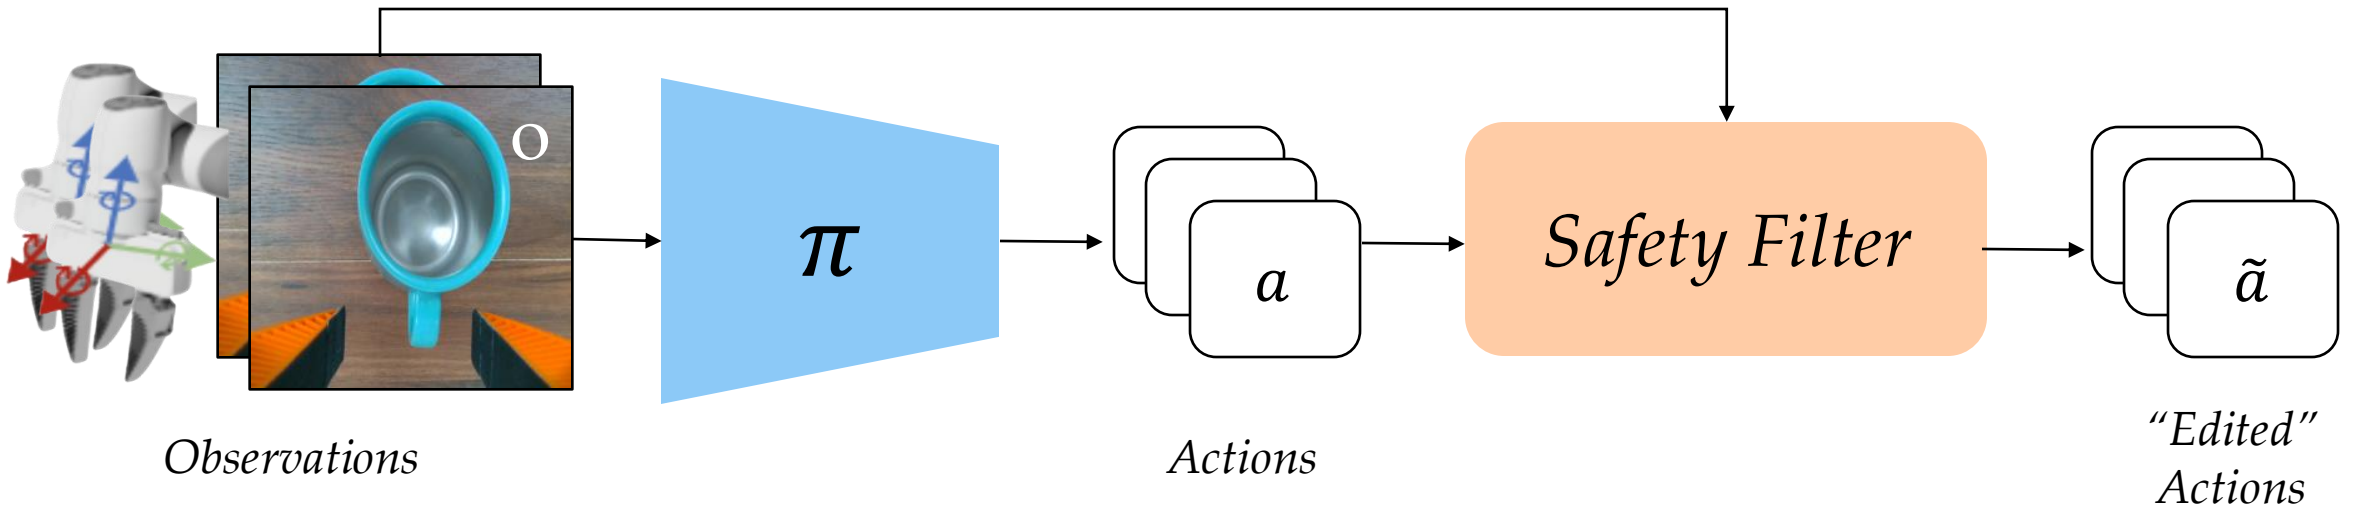 O
π
a
Safety Filter
ã
Observations
Actions
“Edited”
Actions